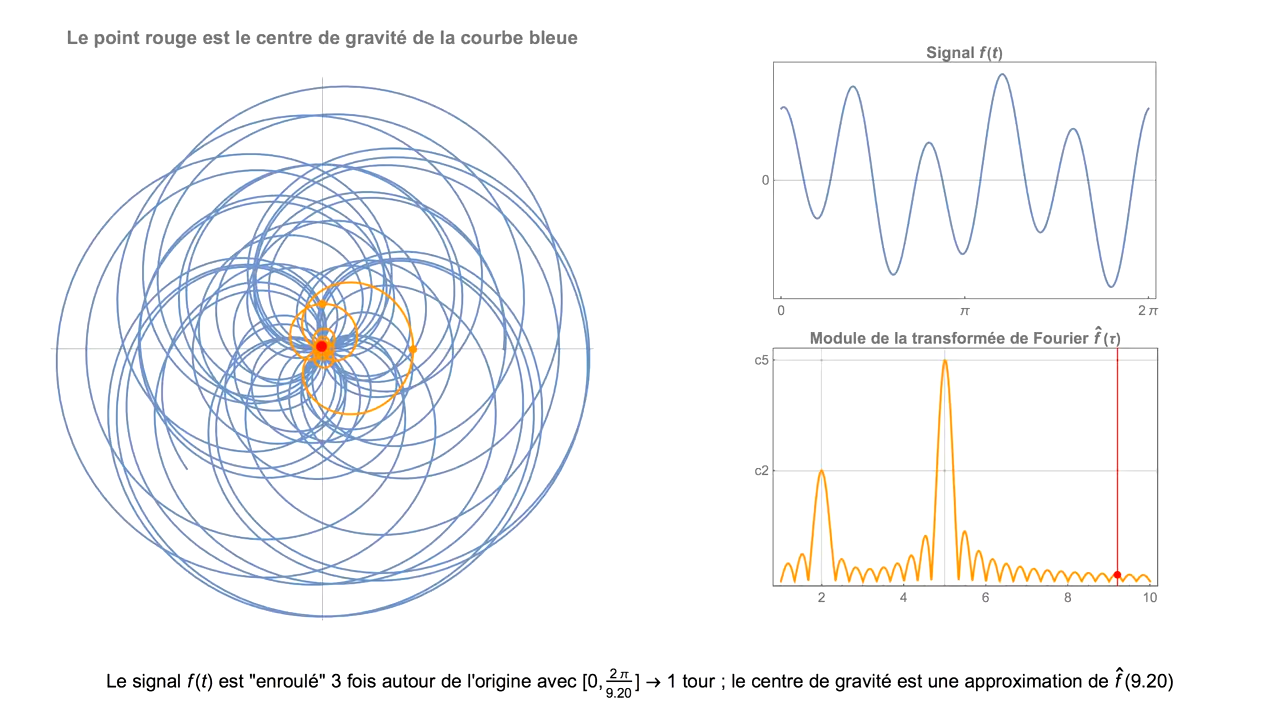 Le point rouge est le centre de gravité de la courbe bleue
Signal f(t)
0
0
π
2 π
Module de la transformée de Fourier f̂(τ)
c5
c2
2
4
6
8
10
Le signal f(t) est "enroulé" 3 fois autour de l'origine avec [0, 2 π/9.20] → 1 tour ; le centre de gravité est une approximation de f̂(9.20)